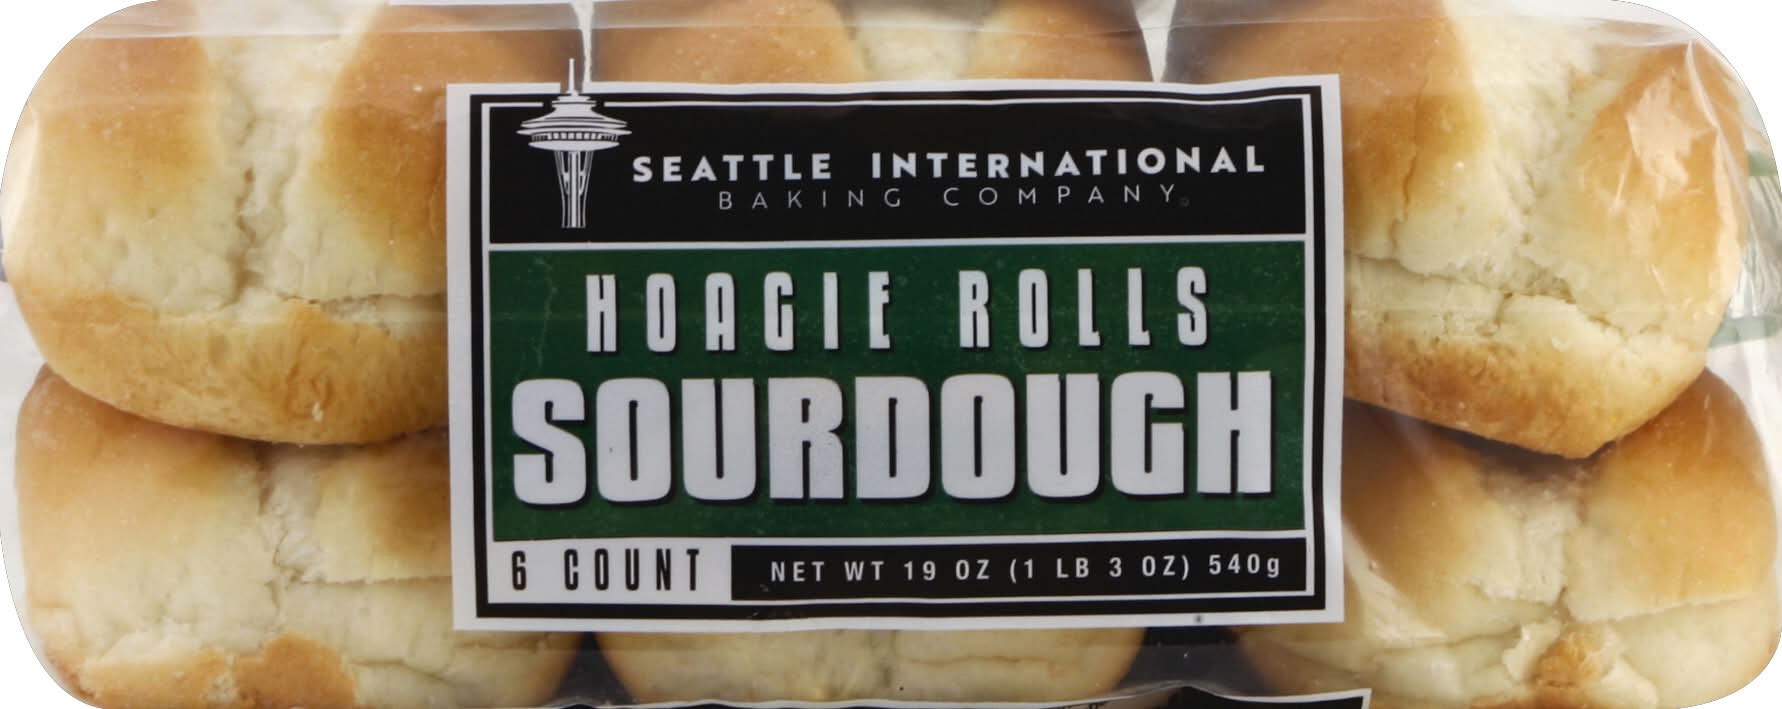 SEATTLE INTERNATIONAL
BAKING COMPANY
HOAGIE ROLLS
SOURDOUGH
6 COUNT
NET WT 19 OZ (1 LB 3 OZ) 540g